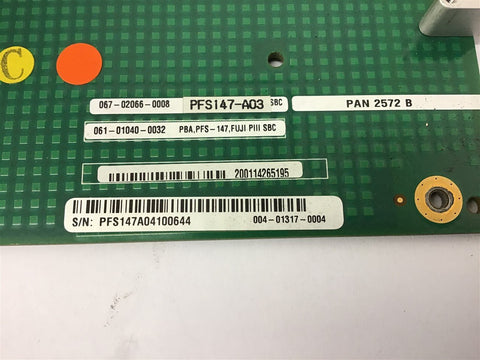 C
067-02066-0008 PFS147-A03 SBC
PAN 2572 B
061-01040-0032 PBA,PFS-147,FUJI PIII SBC
200114265195
S/N: PFS147A04100644 004-01317-0004